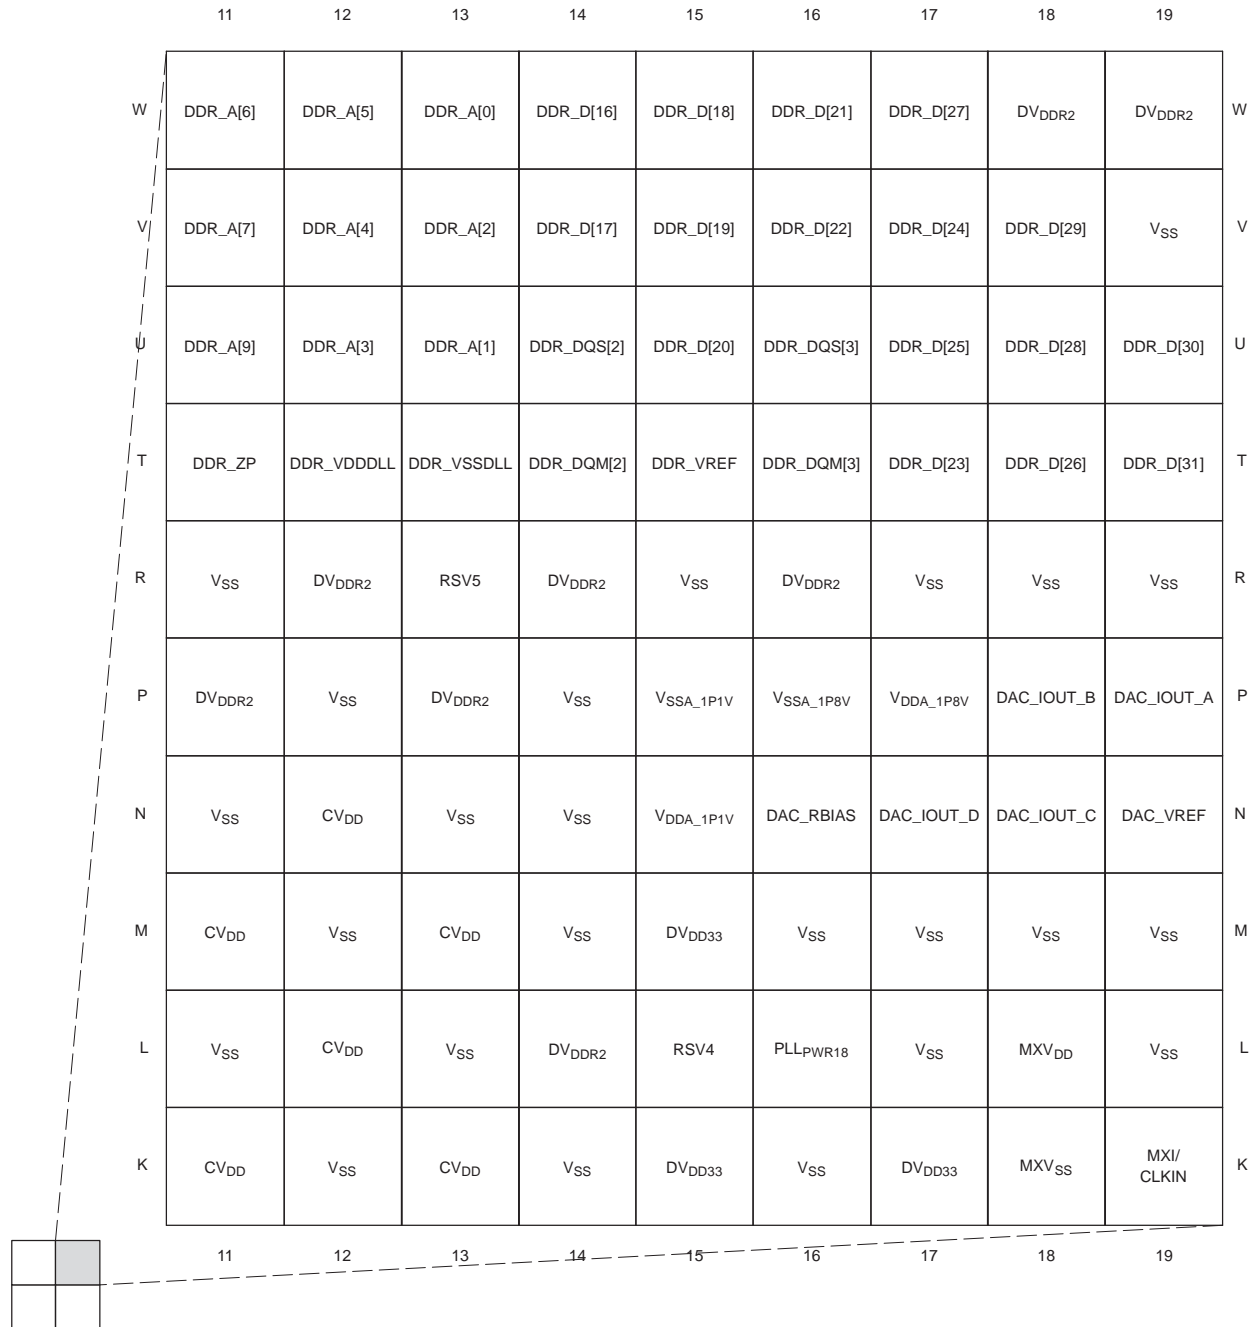 11 12 13 14 15 16 17 18 19
W DDR_A[6] DDR_A[5] DDR_A[0] DDR_D[16] DDR_D[18] DDR_D[21] DDR_D[27] DVDDR2 DVDDR2 W
V DDR_A[7] DDR_A[4] DDR_A[2] DDR_D[17] DDR_D[19] DDR_D[22] DDR_D[24] DDR_D[29] VSS V
U DDR_A[9] DDR_A[3] DDR_A[1] DDR_DQS[2] DDR_D[20] DDR_DQS[3] DDR_D[25] DDR_D[28] DDR_D[30] U
T DDR_ZP DDR_VDDDLL DDR_VSSDLL DDR_DQM[2] DDR_VREF DDR_DQM[3] DDR_D[23] DDR_D[26] DDR_D[31] T
R VSS DVDDR2 RSV5 DVDDR2 VSS DVDDR2 VSS VSS VSS R
P DVDDR2 VSS DVDDR2 VSS VSSA_1P1V VSSA_1P8V VDDA_1P8V DAC_IOUT_B DAC_IOUT_A P
N VSS CVDD VSS VSS VDDA_1P1V DAC_RBIAS DAC_IOUT_D DAC_IOUT_C DAC_VREF N
M CVDD VSS CVDD VSS DVDD33 VSS VSS VSS VSS M
L VSS CVDD VSS DVDDR2 RSV4 PLLPWR18 VSS MXVDD VSS L
K CVDD VSS CVDD VSS DVDD33 VSS DVDD33 MXVSS MXI/ K
CLKIN
11 12 13 14 15 16 17 18 19